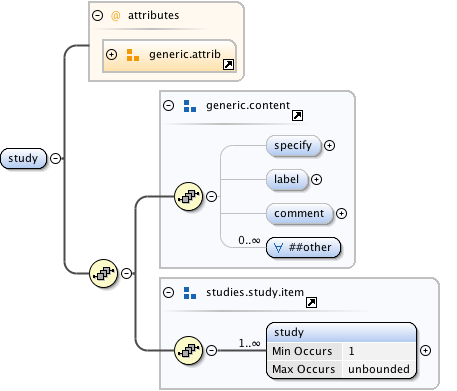 @ attributes
generic.attrib
study
generic.content
specify
label
comment
0..∞
∀ ##other
studies.study.item
1..∞
study
Min Occurs 1
Max Occurs unbounded